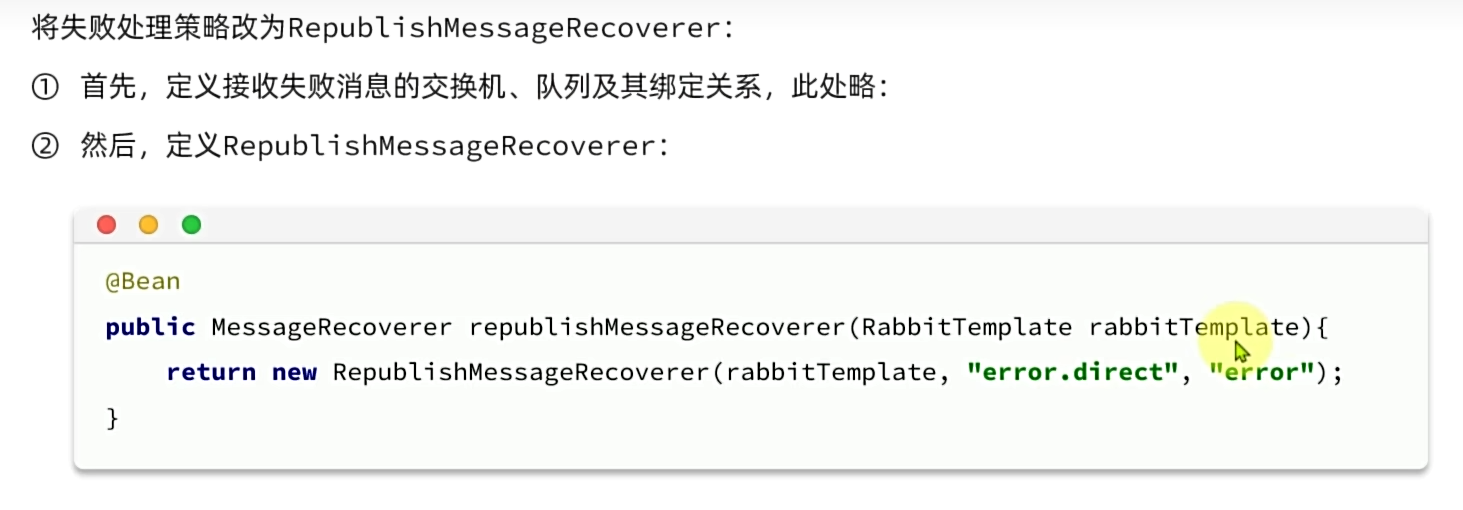 将失败处理策略改为RepublishMessageRecoverer：
① 首先，定义接收失败消息的交换机、队列及其绑定关系，此处略：
② 然后，定义RepublishMessageRecoverer：
@Bean
public MessageRecoverer republishMessageRecoverer(RabbitTemplate rabbitTemplate){
    return new RepublishMessageRecoverer(rabbitTemplate, "error.direct", "error");
}